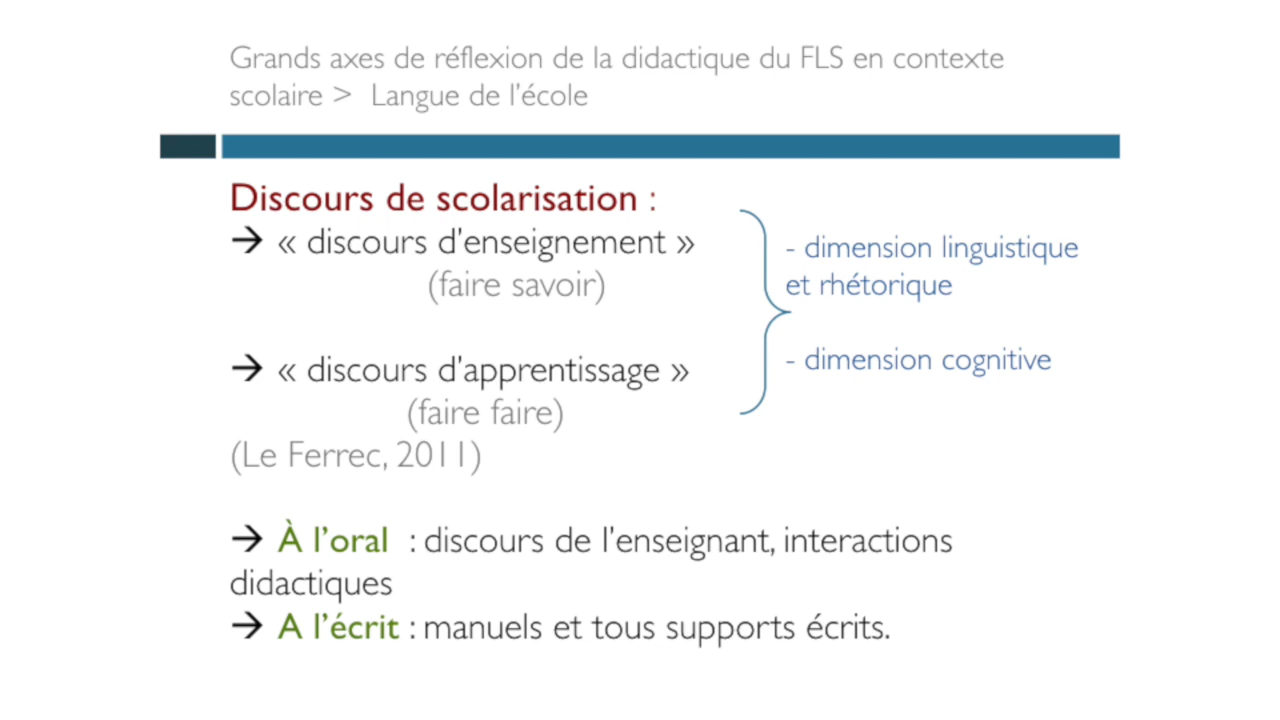 Grands axes de réflexion de la didactique du FLS en contexte
scolaire > Langue de l'école
Discours de scolarisation :
→ « discours d'enseignement »
(faire savoir)
→ « discours d'apprentissage »
(faire faire)
(Le Ferrec, 2011)
- dimension linguistique
et rhétorique
- dimension cognitive
→ À l'oral : discours de l'enseignant, interactions
didactiques
→ A l'écrit : manuels et tous supports écrits.